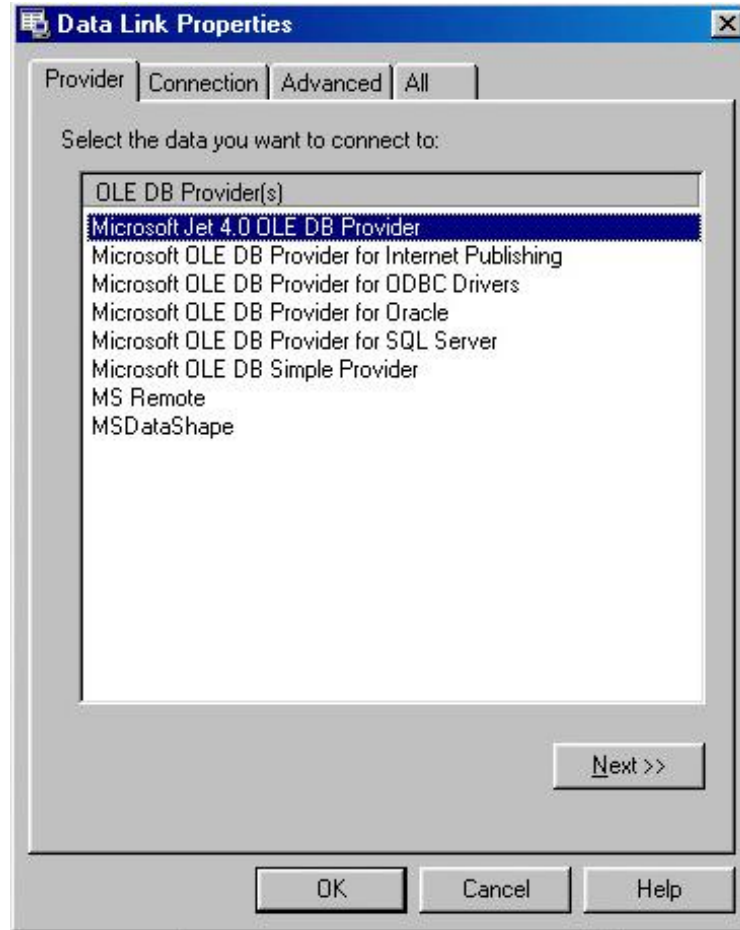 Data Link Properties
Provider Connection Advanced All
Select the data you want to connect to:
OLE DB Provider(s)
Microsoft Jet 4.0 OLE DB Provider
Microsoft OLE DB Provider for Internet Publishing
Microsoft OLE DB Provider for ODBC Drivers
Microsoft OLE DB Provider for Oracle
Microsoft OLE DB Provider for SQL Server
Microsoft OLE DB Simple Provider
MS Remote
MSDataShape
Next >>
OK Cancel Help